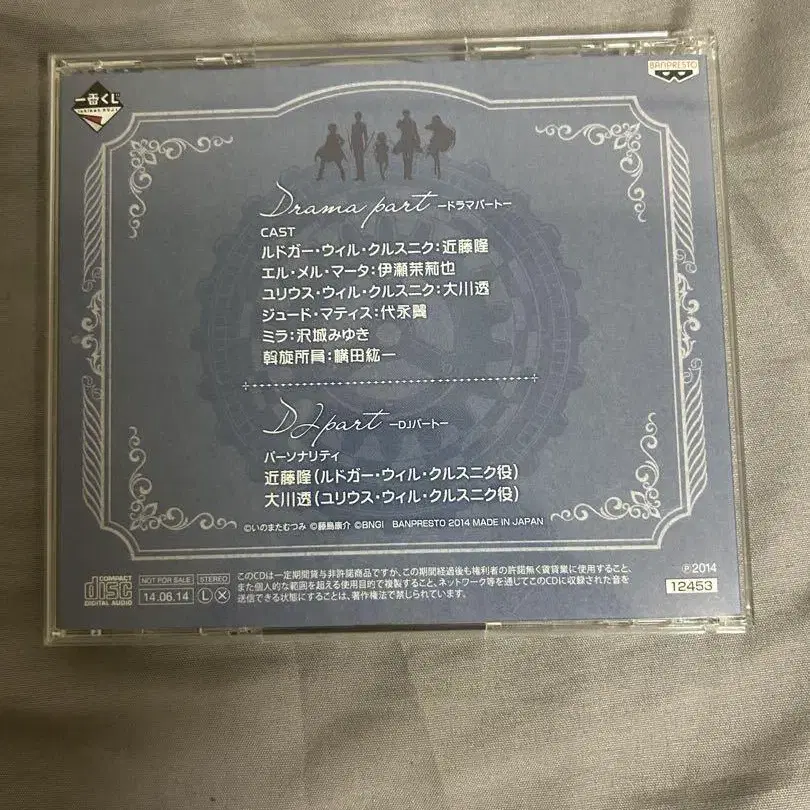 一番くじ
ICHIBAN KUJI
BANPRESTO
Drama part −ドラマパート−
CAST
ルドガー・ウィル・クルスニク：近藤隆
エル・メル・マータ：伊瀬茉莉也
ユリウス・ウィル・クルスニク：大川透
ジュード・マティス：代永翼
ミラ：沢城みゆき
斡旋所員：横田紘一
DJ part −DJパート−
パーソナリティ
近藤隆（ルドガー・ウィル・クルスニク役）
大川透（ユリウス・ウィル・クルスニク役）
©いのまたむつみ ©藤島康介 ©BNGI BANPRESTO 2014 MADE IN JAPAN
COMPACT disc DIGITAL AUDIO
NOT FOR SALE STEREO
14.06.14 L X
このCDは一定期間貸与非許諾商品ですが、この期間経過後も権利者の許諾無く賃貸業に使用すること、
また個人的な範囲を超える使用目的で複製すること、ネットワーク等を通じてこのCDに収録された音を
送信できる状態にすることは、著作権法で禁じられています。
Ⓟ2014
12453